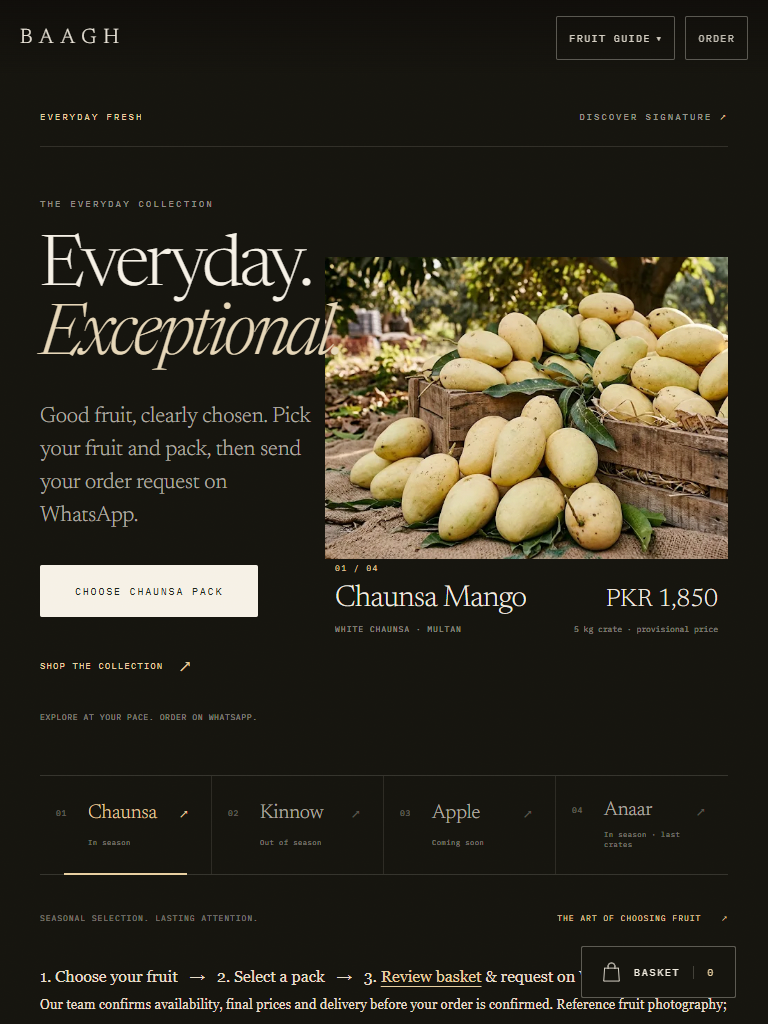 BAAGH
FRUIT GUIDE ▾
ORDER
EVERYDAY FRESH
DISCOVER SIGNATURE ↗
THE EVERYDAY COLLECTION
Everyday.
Exceptional.
Good fruit, clearly chosen. Pick
your fruit and pack, then send
your order request on
WhatsApp.
CHOOSE CHAUNSA PACK
SHOP THE COLLECTION ↗
EXPLORE AT YOUR PACE. ORDER ON WHATSAPP.
01 / 04
Chaunsa Mango PKR 1,850
WHITE CHAUNSA · MULTAN 5 kg crate · provisional price
01 Chaunsa ↗
In season
02 Kinnow ↗
Out of season
03 Apple ↗
Coming soon
04 Anaar ↗
In season · last
crates
SEASONAL SELECTION. LASTING ATTENTION.
THE ART OF CHOOSING FRUIT ↗
1. Choose your fruit → 2. Select a pack → 3. Review basket & request on
Our team confirms availability, final prices and delivery before your order is confirmed. Reference fruit photography;
BASKET 0